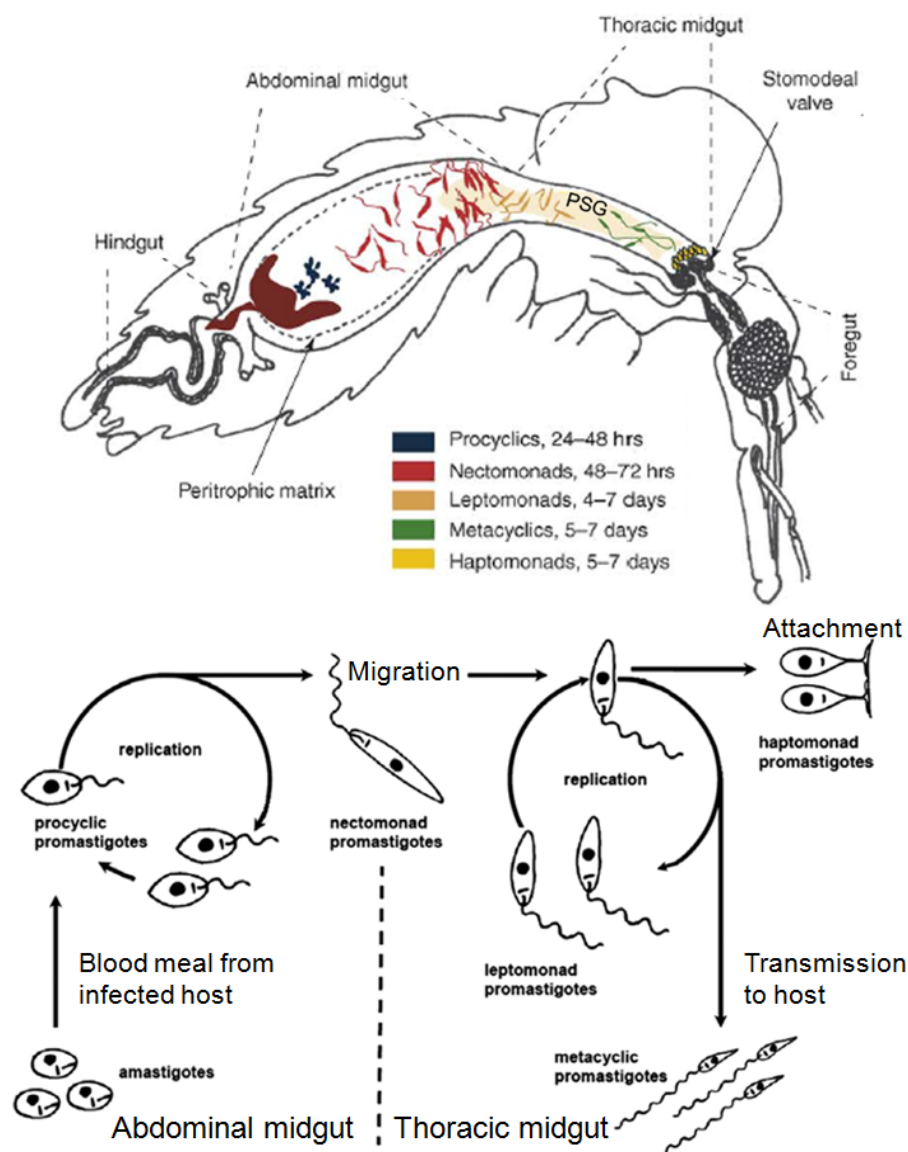 Thoracic midgut
Abdominal midgut
Stomodeal
valve
PSG
Hindgut
Foregut
Peritrophic matrix
Procyclics, 24–48 hrs
Nectomonads, 48–72 hrs
Leptomonads, 4–7 days
Metacyclics, 5–7 days
Haptomonads, 5–7 days
Attachment
Migration
replication
haptomonad
promastigotes
replication
procyclic
promastigotes
nectomonad
promastigotes
leptomonad
promastigotes
Blood meal from
infected host
Transmission
to host
amastigotes
metacyclic
promastigotes
Abdominal midgut
Thoracic midgut